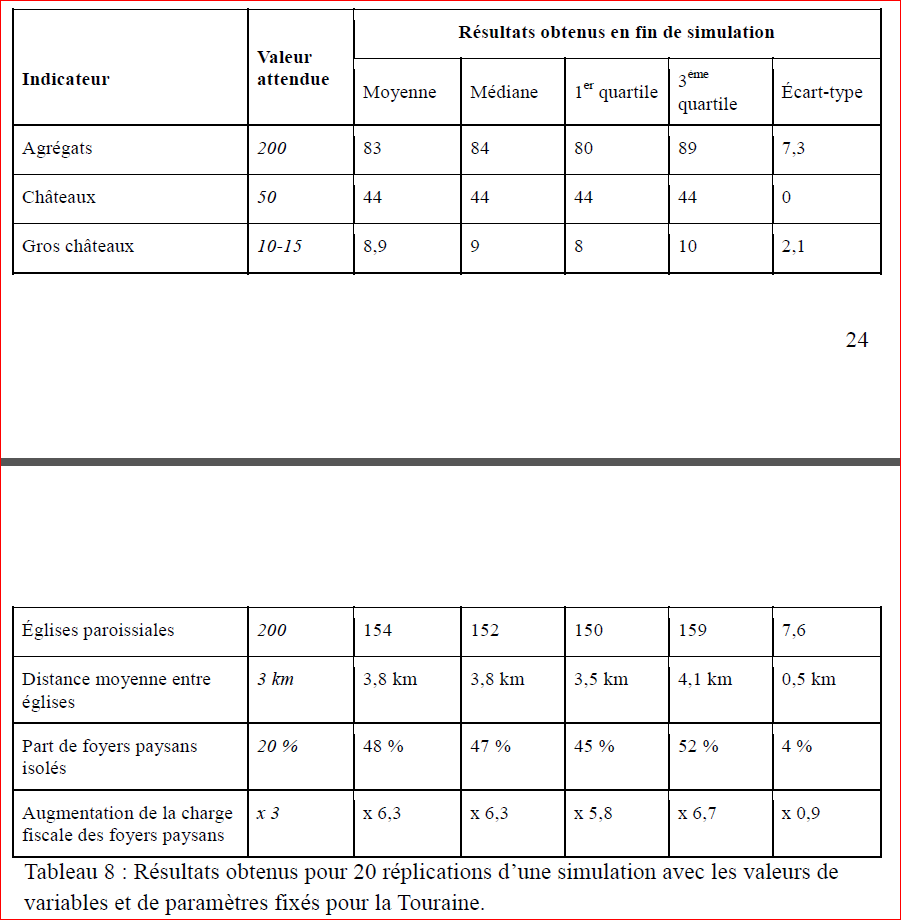 Indicateur
Valeur
attendue
Résultats obtenus en fin de simulation
Moyenne Médiane 1er quartile 3ème
quartile Écart-type
Agrégats 200 83 84 80 89 7,3
Châteaux 50 44 44 44 44 0
Gros châteaux 10-15 8,9 9 8 10 2,1
24
Églises paroissiales 200 154 152 150 159 7,6
Distance moyenne entre
églises 3 km 3,8 km 3,8 km 3,5 km 4,1 km 0,5 km
Part de foyers paysans
isolés 20 % 48 % 47 % 45 % 52 % 4 %
Augmentation de la charge
fiscale des foyers paysans x 3 x 6,3 x 6,3 x 5,8 x 6,7 x 0,9
Tableau 8 : Résultats obtenus pour 20 réplications d’une simulation avec les valeurs de
variables et de paramètres fixés pour la Touraine.